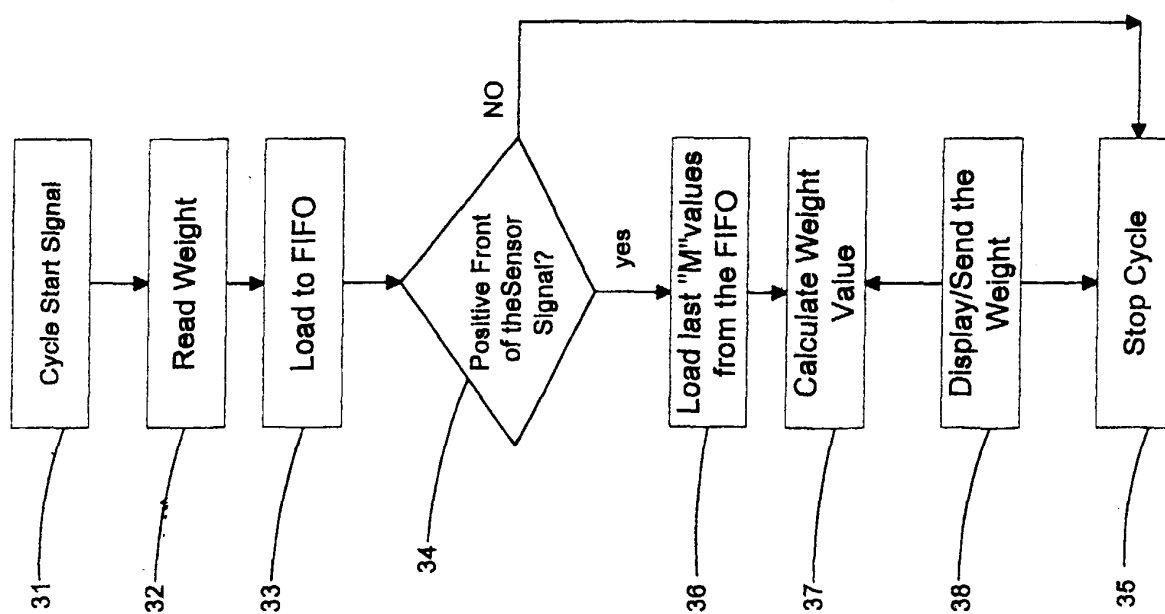 31
Cycle Start Signal
32
Read Weight
33
Load to FIFO
34
Positive Front
of theSensor
Signal?
NO
yes
36
Load last "M"values
from the FIFO
37
Calculate Weight
Value
38
Display/Send the
Weight
35
Stop Cycle